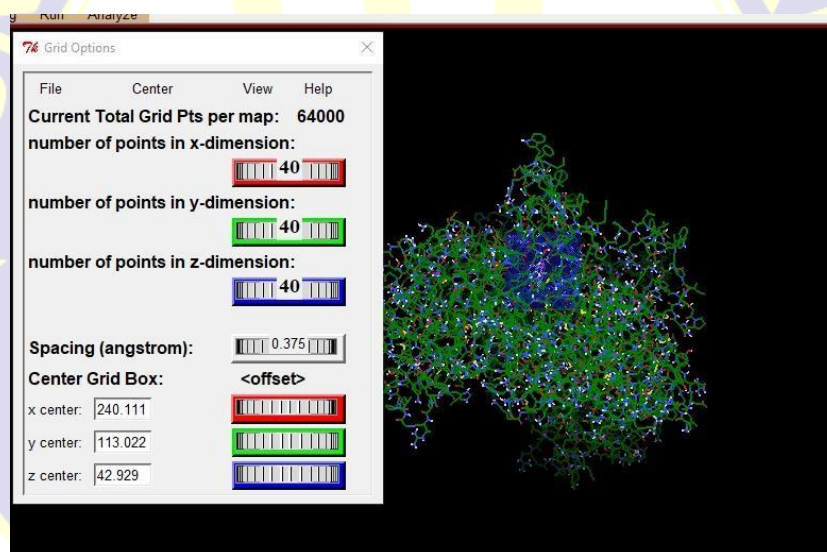 Run Analyze
Grid Options
File Center View Help
Current Total Grid Pts per map: 64000
number of points in x-dimension:
40
number of points in y-dimension:
40
number of points in z-dimension:
40
Spacing (angstrom): 0.375
Center Grid Box: <offset>
x center: 240.111
y center: 113.022
z center: 42.929